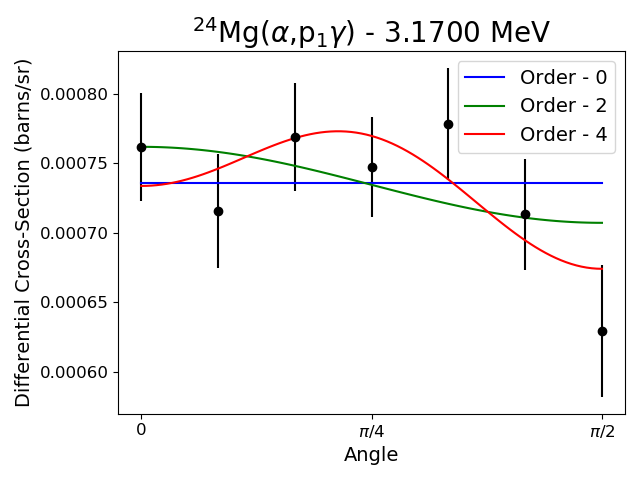 ²⁴Mg(α,p₁γ) - 3.1700 MeV
Differential Cross-Section (barns/sr)
0.00080
0.00075
0.00070
0.00065
0.00060
Order - 0
Order - 2
Order - 4
0
π/4
π/2
Angle